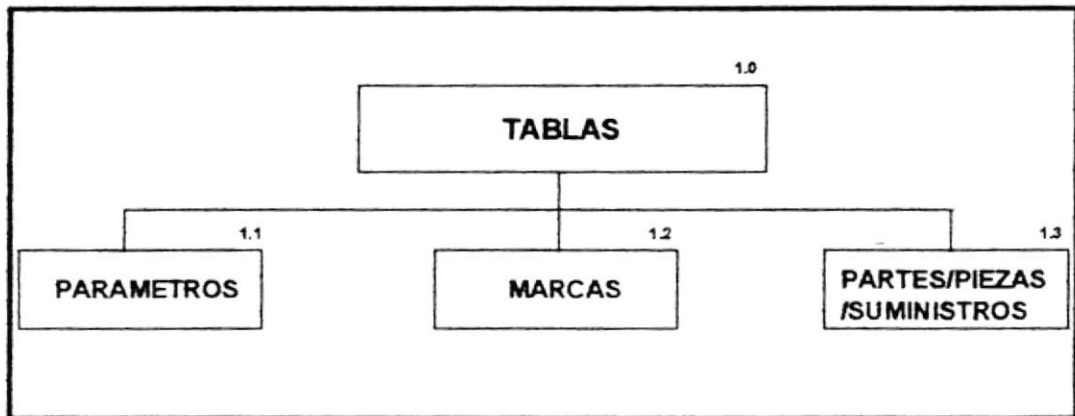 1.0
TABLAS
1.1
PARAMETROS
1.2
MARCAS
1.3
PARTES/PIEZAS
/SUMINISTROS